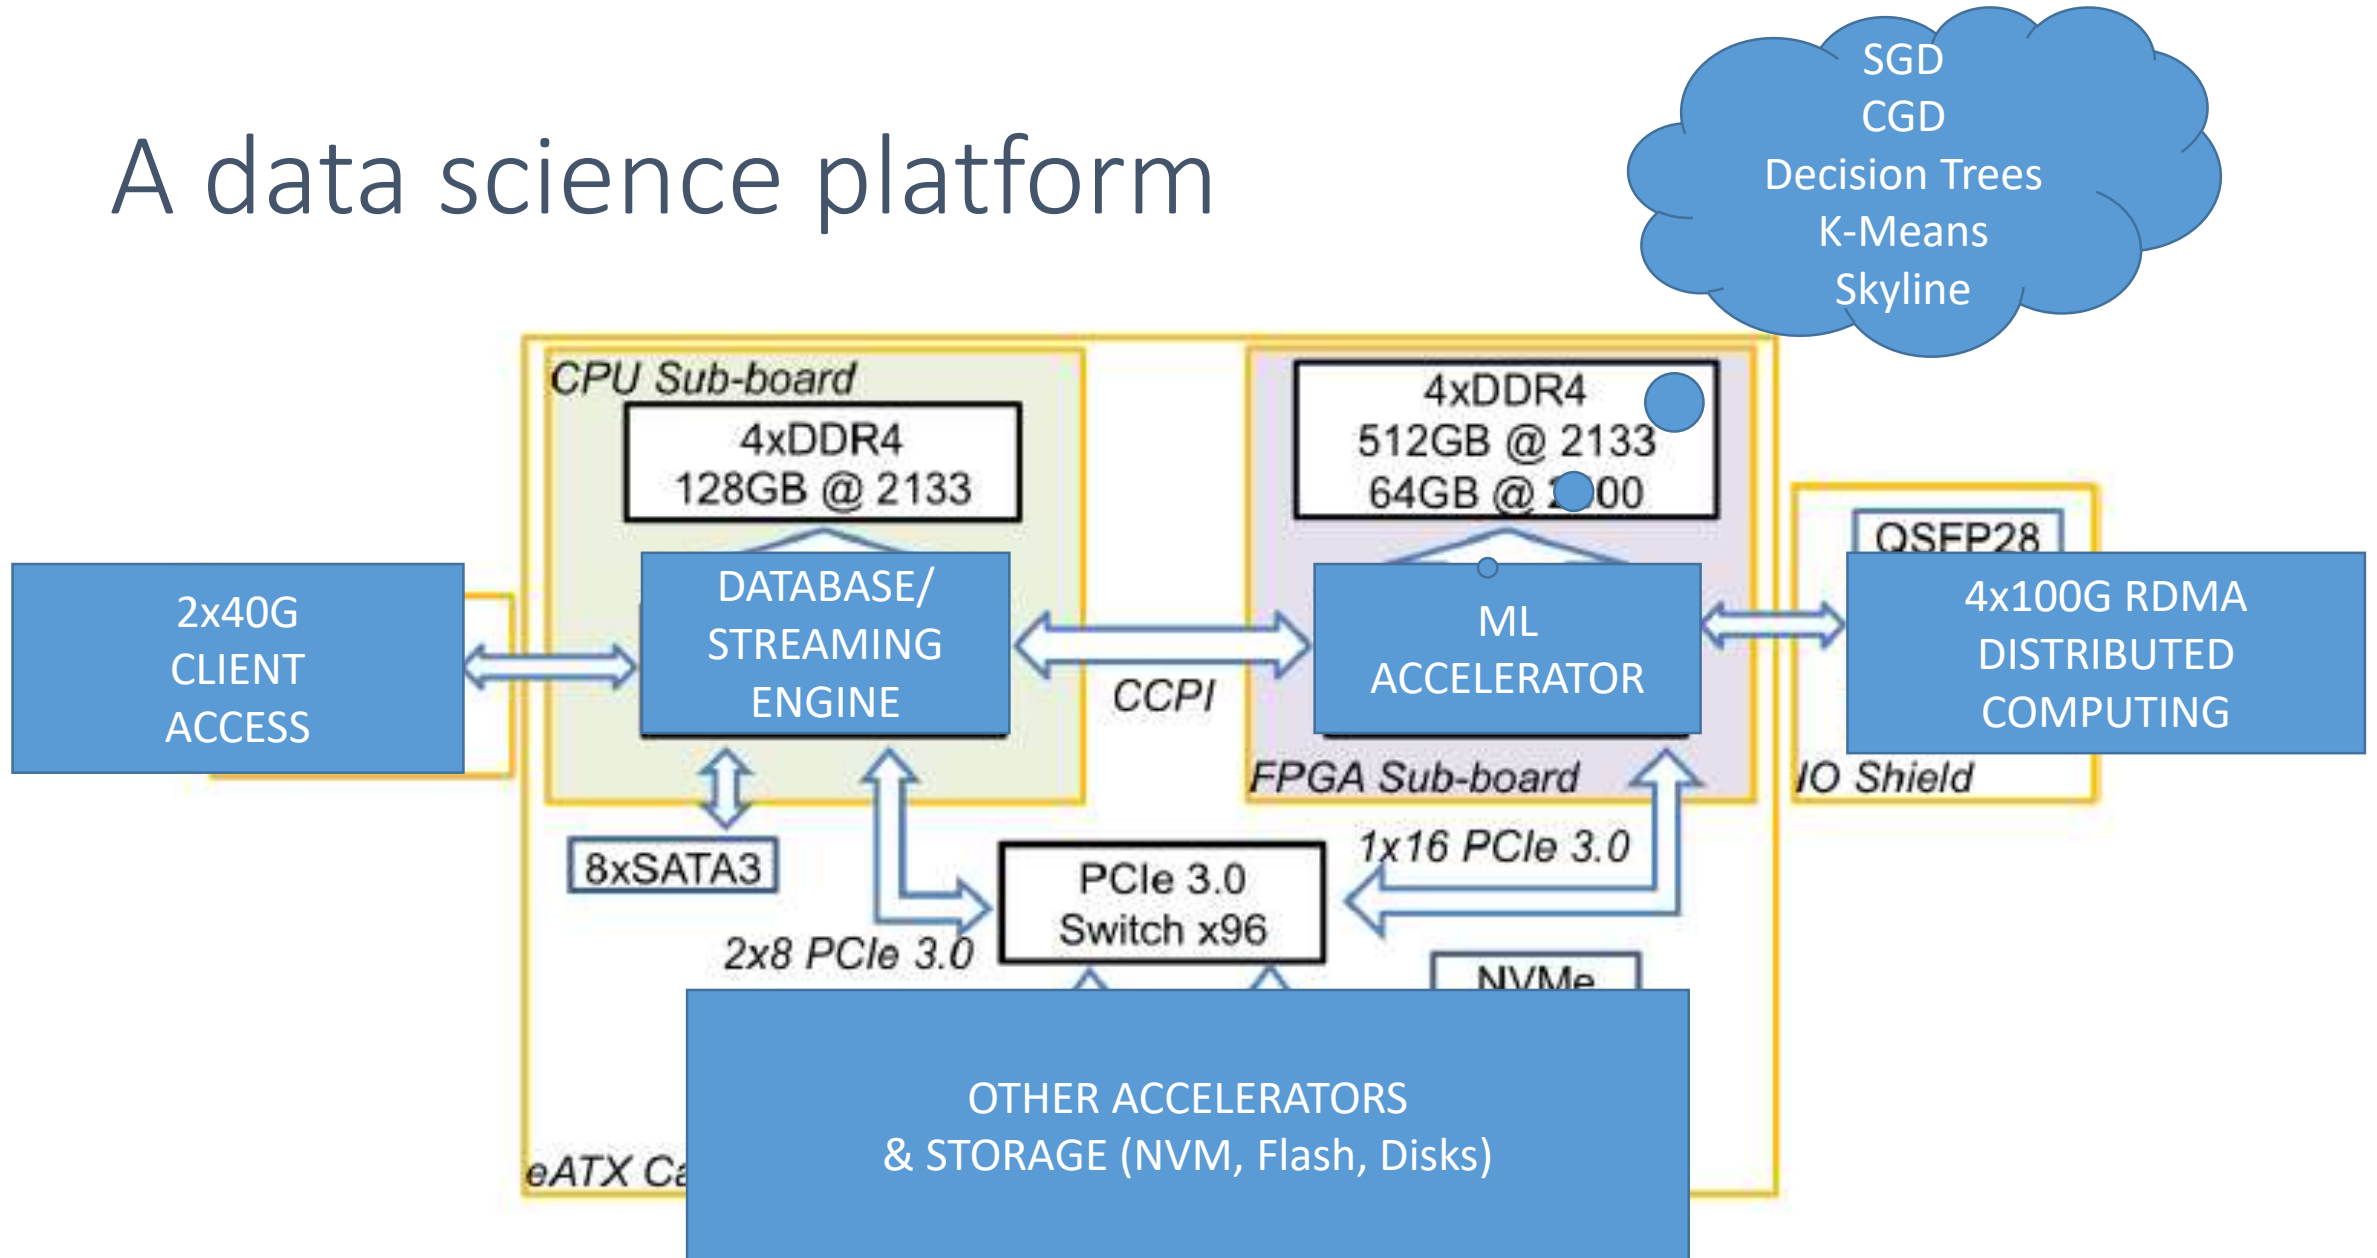 A data science platform
SGD
CGD
Decision Trees
K-Means
Skyline
CPU Sub-board
4xDDR4
128GB @ 2133
4xDDR4
512GB @ 2133
64GB @
QSFP28
2x40G
CLIENT
ACCESS
DATABASE/
STREAMING
ENGINE
CCPI
ML
ACCELERATOR
4x100G RDMA
DISTRIBUTED
COMPUTING
FPGA Sub-board
IO Shield
8xSATA3
PCIe 3.0
Switch x96
1x16 PCIe 3.0
2x8 PCIe 3.0
NVMe
OTHER ACCELERATORS
& STORAGE (NVM, Flash, Disks)
eATX